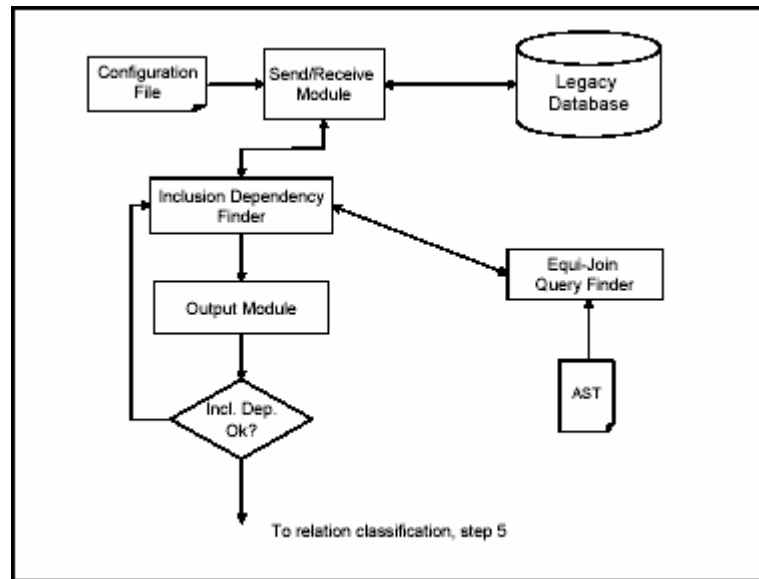 Configuration
File
Send/Receive
Module
Legacy
Database
Inclusion Dependency
Finder
Equi-Join
Query Finder
Output Module
AST
Incl. Dep.
Ok?
To relation classification, step 5